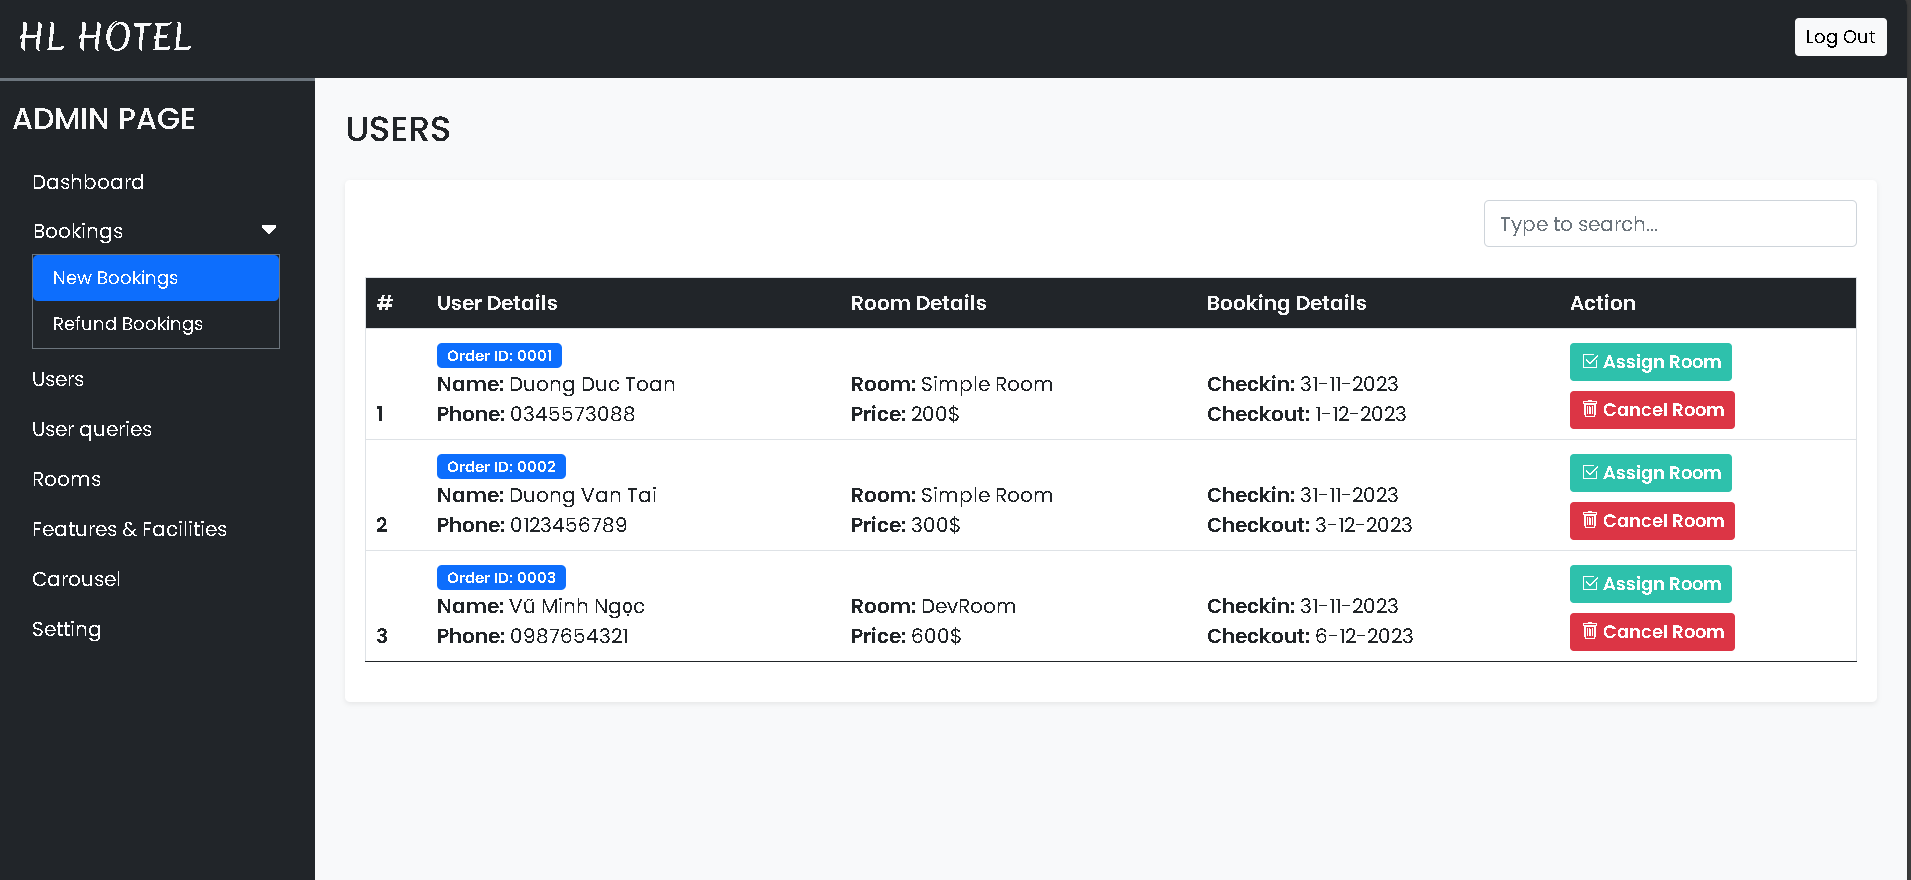 HL HOTEL
Log Out
ADMIN PAGE
Dashboard
Bookings
New Bookings
Refund Bookings
Users
User queries
Rooms
Features & Facilities
Carousel
Setting
USERS
Type to search...
# User Details Room Details Booking Details Action
Order ID: 0001
Name: Duong Duc Toan Room: Simple Room Checkin: 31-11-2023 Assign Room
1 Phone: 0345573088 Price: 200$ Checkout: 1-12-2023 Cancel Room
Order ID: 0002
Name: Duong Van Tai Room: Simple Room Checkin: 31-11-2023 Assign Room
2 Phone: 0123456789 Price: 300$ Checkout: 3-12-2023 Cancel Room
Order ID: 0003
Name: Vũ Minh Ngọc Room: DevRoom Checkin: 31-11-2023 Assign Room
3 Phone: 0987654321 Price: 600$ Checkout: 6-12-2023 Cancel Room